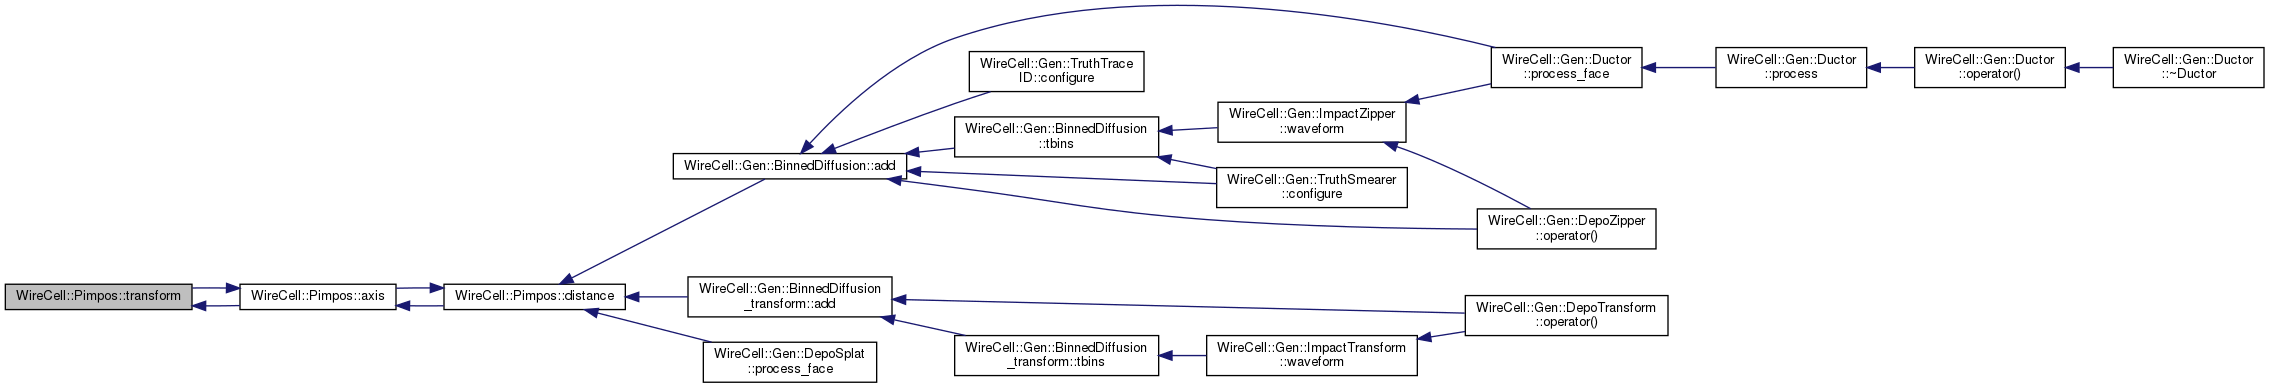 WireCell::Pimpos::transform
WireCell::Pimpos::axis
WireCell::Pimpos::distance
WireCell::Gen::BinnedDiffusion::add
WireCell::Gen::TruthTrace
ID::configure
WireCell::Gen::BinnedDiffusion
::tbins
WireCell::Gen::ImpactZipper
::waveform
WireCell::Gen::TruthSmearer
::configure
WireCell::Gen::Ductor
::process_face
WireCell::Gen::Ductor
::process
WireCell::Gen::Ductor
::operator()
WireCell::Gen::Ductor
::~Ductor
WireCell::Gen::DepoZipper
::operator()
WireCell::Gen::BinnedDiffusion
_transform::add
WireCell::Gen::DepoSplat
::process_face
WireCell::Gen::BinnedDiffusion
_transform::tbins
WireCell::Gen::ImpactTransform
::waveform
WireCell::Gen::DepoTransform
::operator()